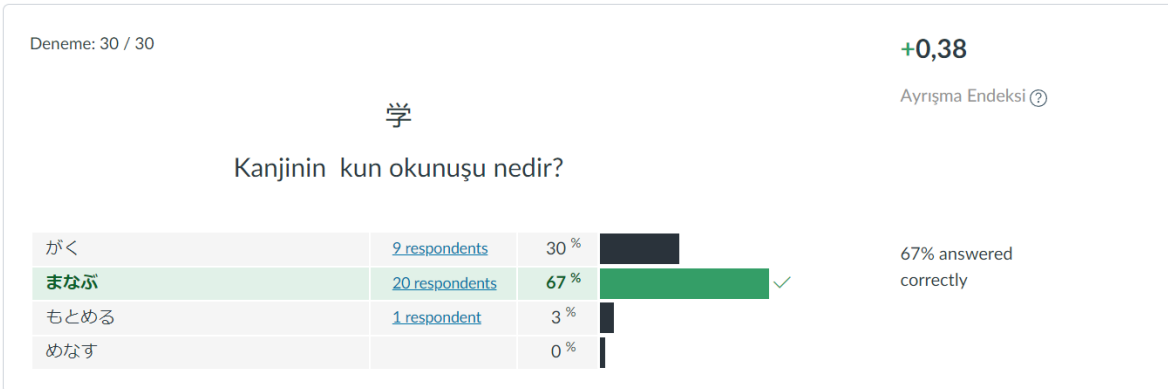 Deneme: 30 / 30
+0,38
Ayrışma Endeksi ?
学
Kanjinin kun okunuşu nedir?
がく 9 respondents 30 %
まなぶ 20 respondents 67 %
もとめる 1 respondent 3 %
めなす 0 %
67% answered
correctly